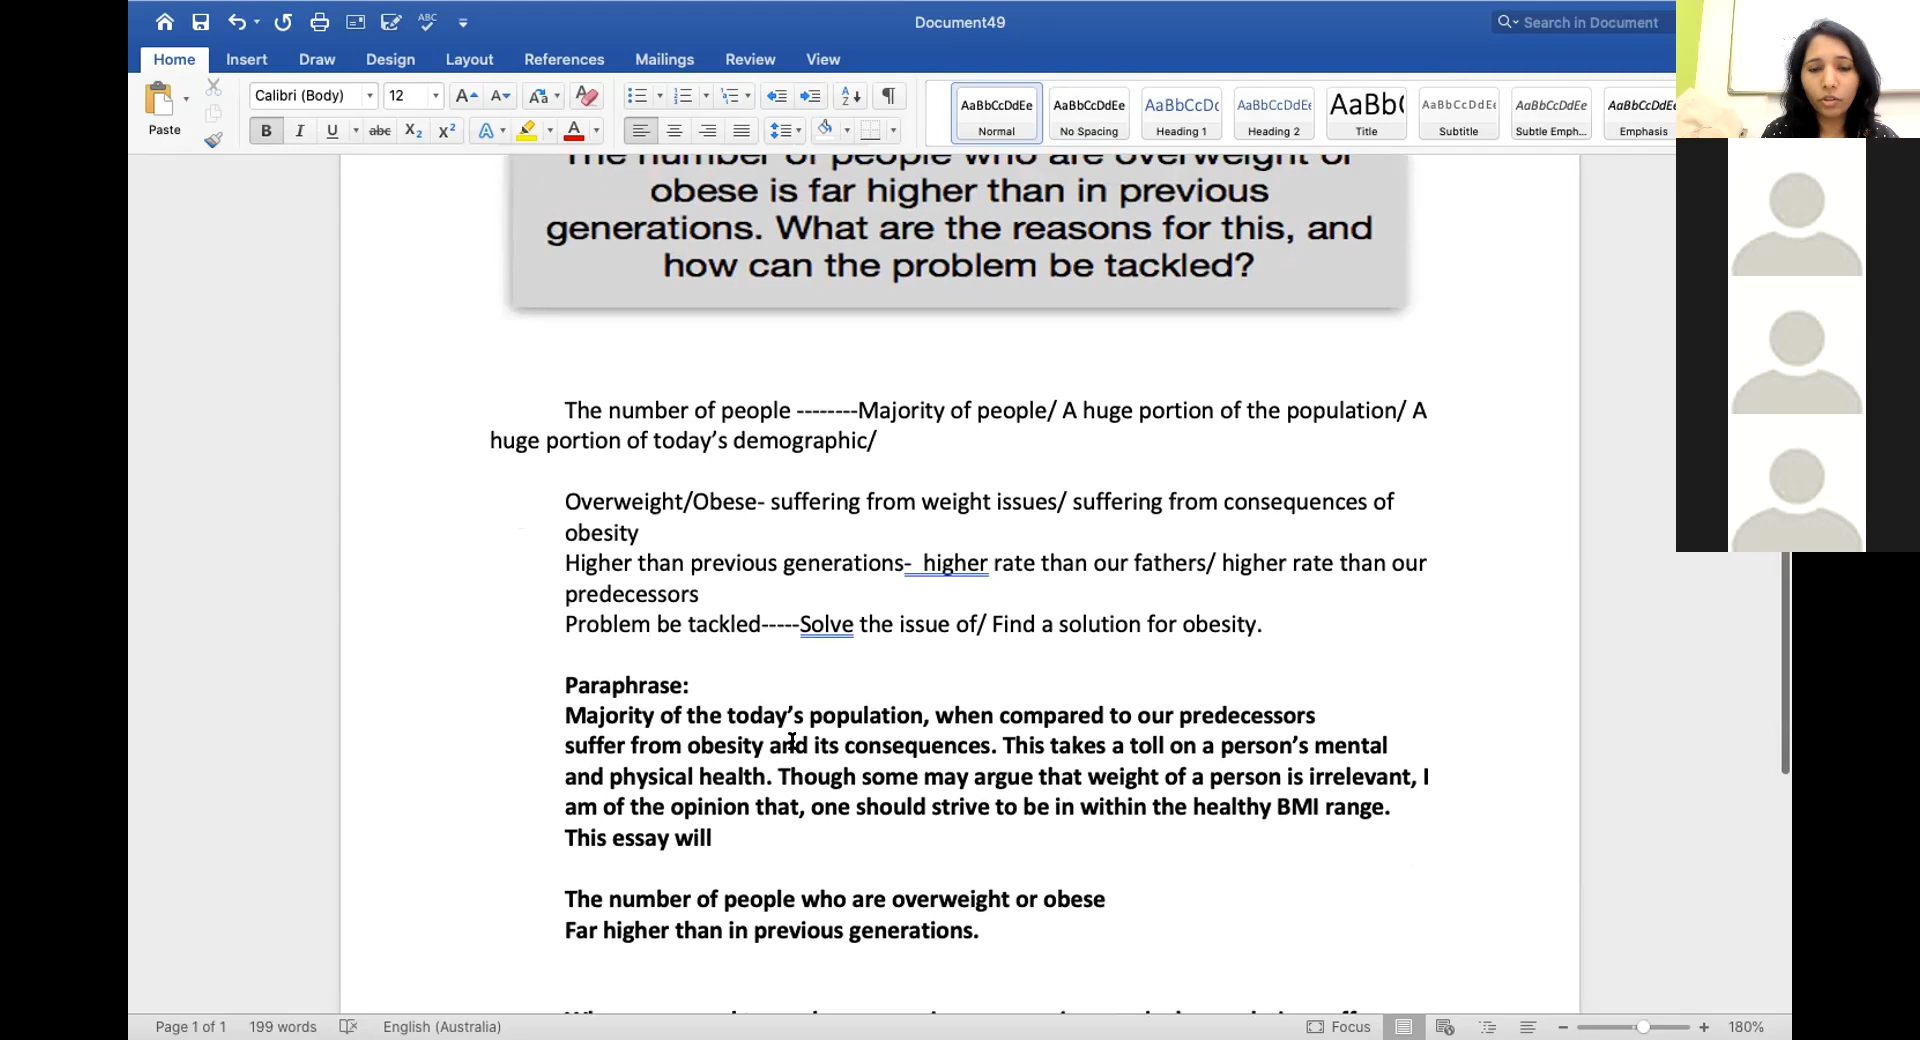 Document49
Search in Document
ABC
Home Insert Draw Design Layout References Mailings Review View
Paste
Calibri (Body) 12
AaBbCcDdEe Normal
AaBbCcDdEe No Spacing
AaBbCcDc Heading 1
AaBbCcDdEe Heading 2
AaBb( Title
AaBbCcDdEe Subtitle
AaBbCcDdEe Subtle Emph...
AaBbCcDdEe Emphasis
The number of people who are overweight or
obese is far higher than in previous
generations. What are the reasons for this, and
how can the problem be tackled?
The number of people --------Majority of people/ A huge portion of the population/ A
huge portion of today’s demographic/
Overweight/Obese- suffering from weight issues/ suffering from consequences of
obesity
Higher than previous generations- higher rate than our fathers/ higher rate than our
predecessors
Problem be tackled-----Solve the issue of/ Find a solution for obesity.
Paraphrase:
Majority of the today’s population, when compared to our predecessors
suffer from obesity and its consequences. This takes a toll on a person’s mental
and physical health. Though some may argue that weight of a person is irrelevant, I
am of the opinion that, one should strive to be in within the healthy BMI range.
This essay will
The number of people who are overweight or obese
Far higher than in previous generations.
Page 1 of 1 199 words English (Australia) Focus 180%